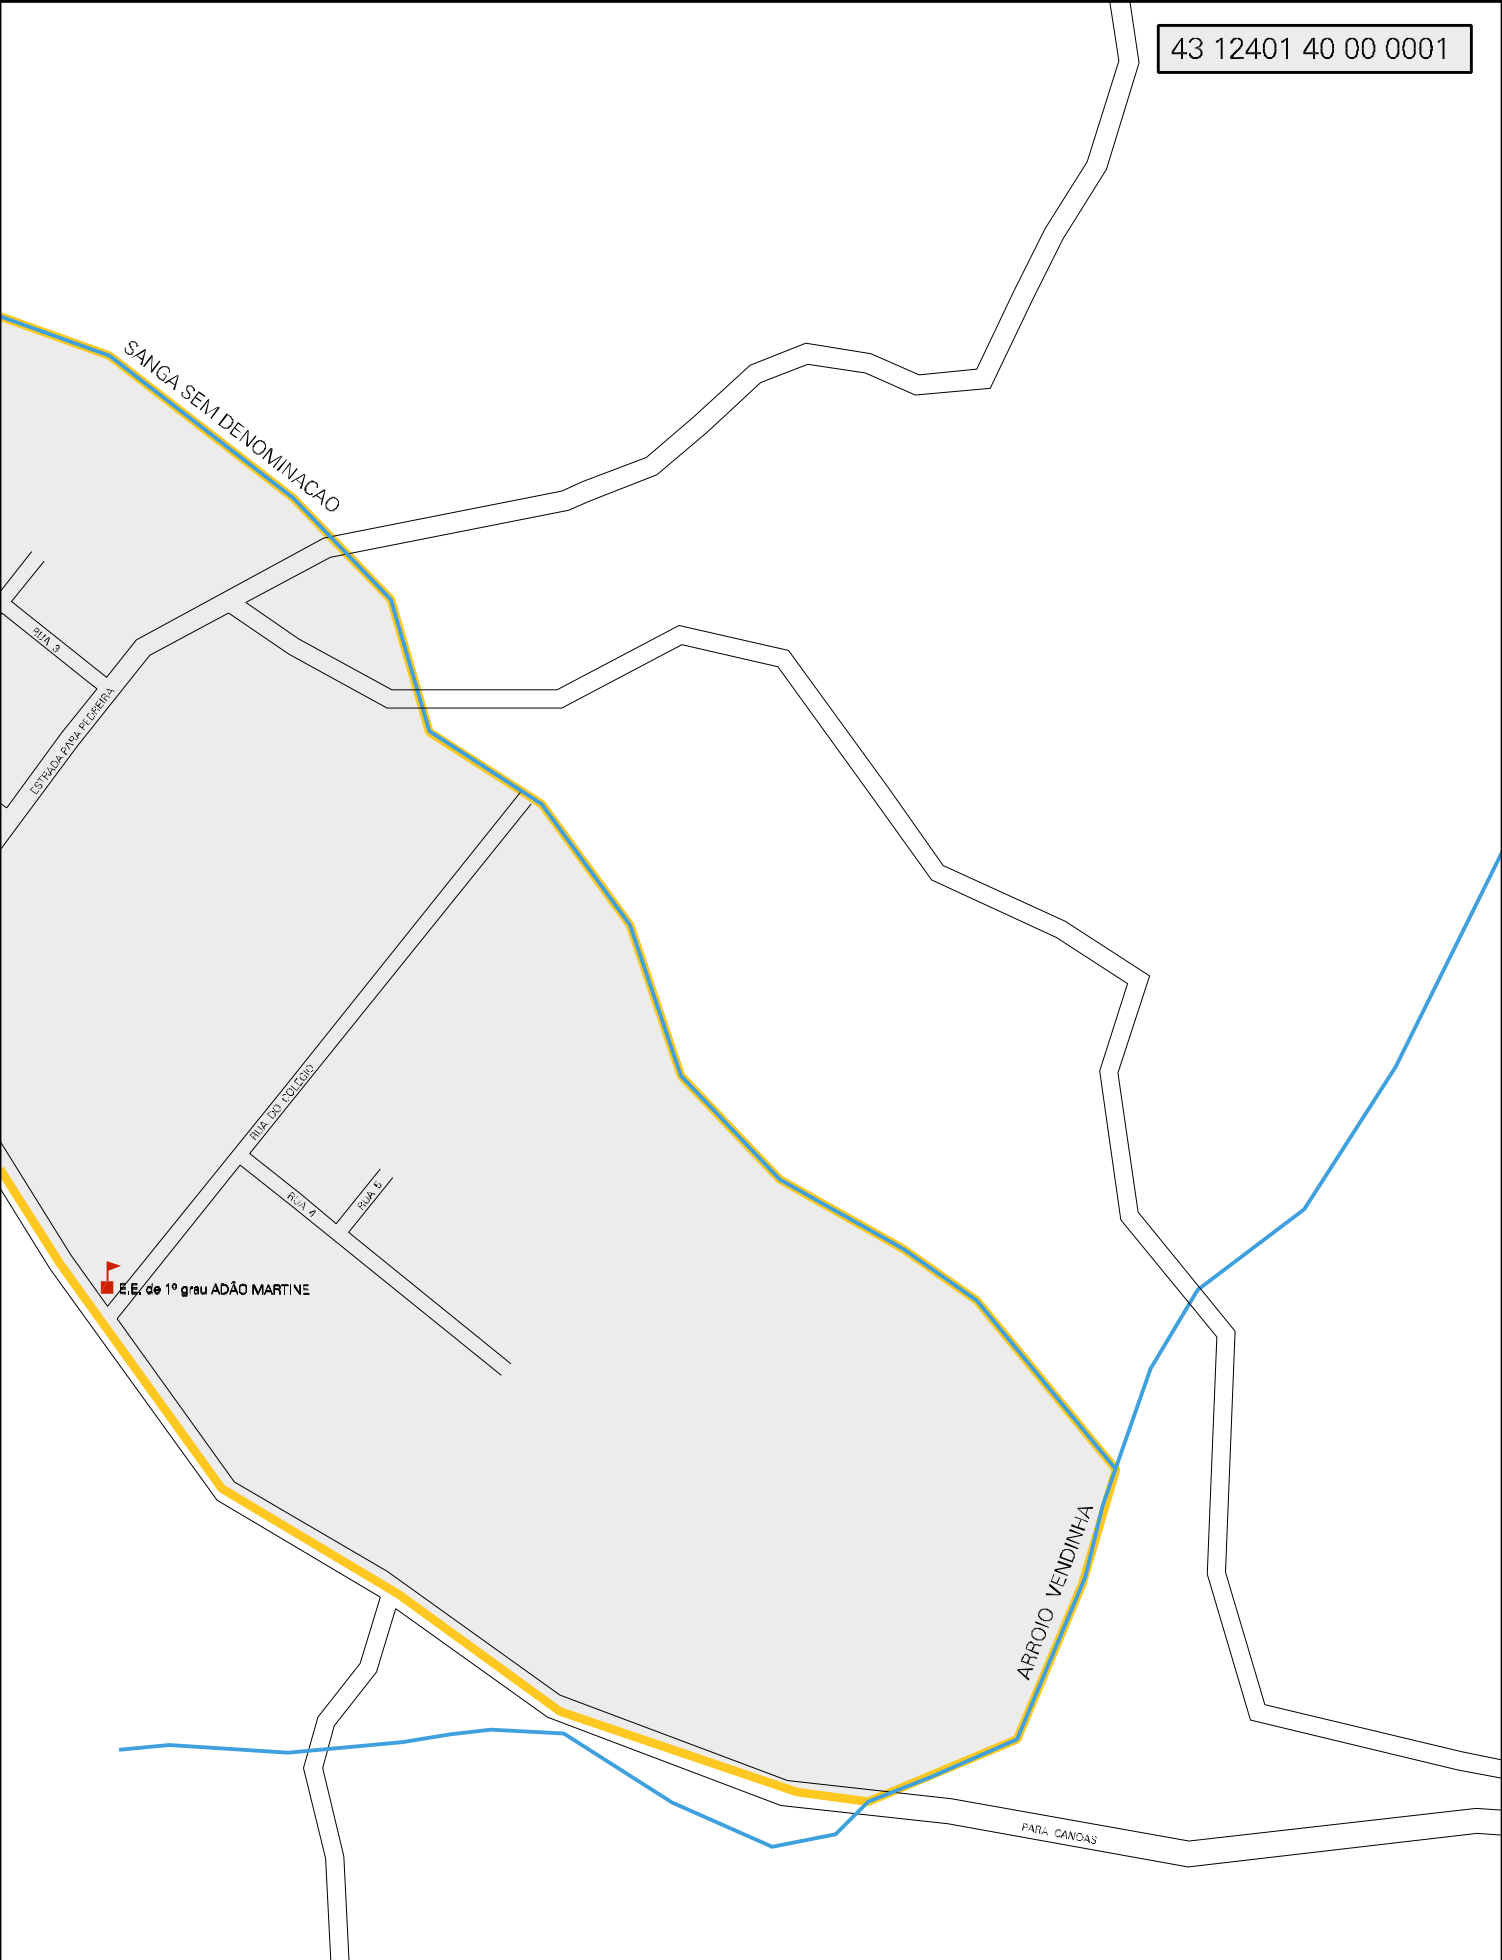 43 12401 40 00 0001
SANGA SEM DENOMINACAO
RUA 3
ESTRADA PARA PEDREIRA
RUA DO COLEGIO
RUA 4
RUA 5
E.E. de 1º grau ADÃO MARTINE
ARROIO VENDINHA
PARA CANOAS